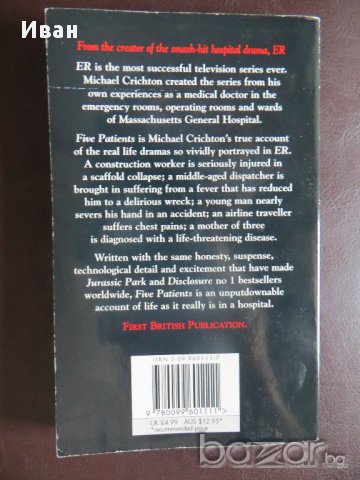 Иван
From the creator of the smash-hit hospital drama, ER
ER is the most successful television series ever.
Michael Crichton created the series from his
own experiences as a medical doctor in the
emergency rooms, operating rooms and wards
of Massachusetts General Hospital.
Five Patients is Michael Crichton's true account
of the real life dramas so vividly portrayed in ER.
A construction worker is seriously injured in
a scaffold collapse; a middle-aged dispatcher is
brought in suffering from a fever that has reduced
him to a delirious wreck; a young man nearly
severs his hand in an accident; an airline traveller
suffers chest pains; a mother of three
is diagnosed with a life-threatening disease.
Written with the same honesty, suspense,
technological detail and excitement that have made
Jurassic Park and Disclosure no 1 bestsellers
worldwide, Five Patients is an unputdownable
account of life as it really is in a hospital.
First British Publication.
ISBN 0-09-960111-7
9 780099 601111 >
UK £4.99 AUS $12.95*
*recommended price
bazar.bg